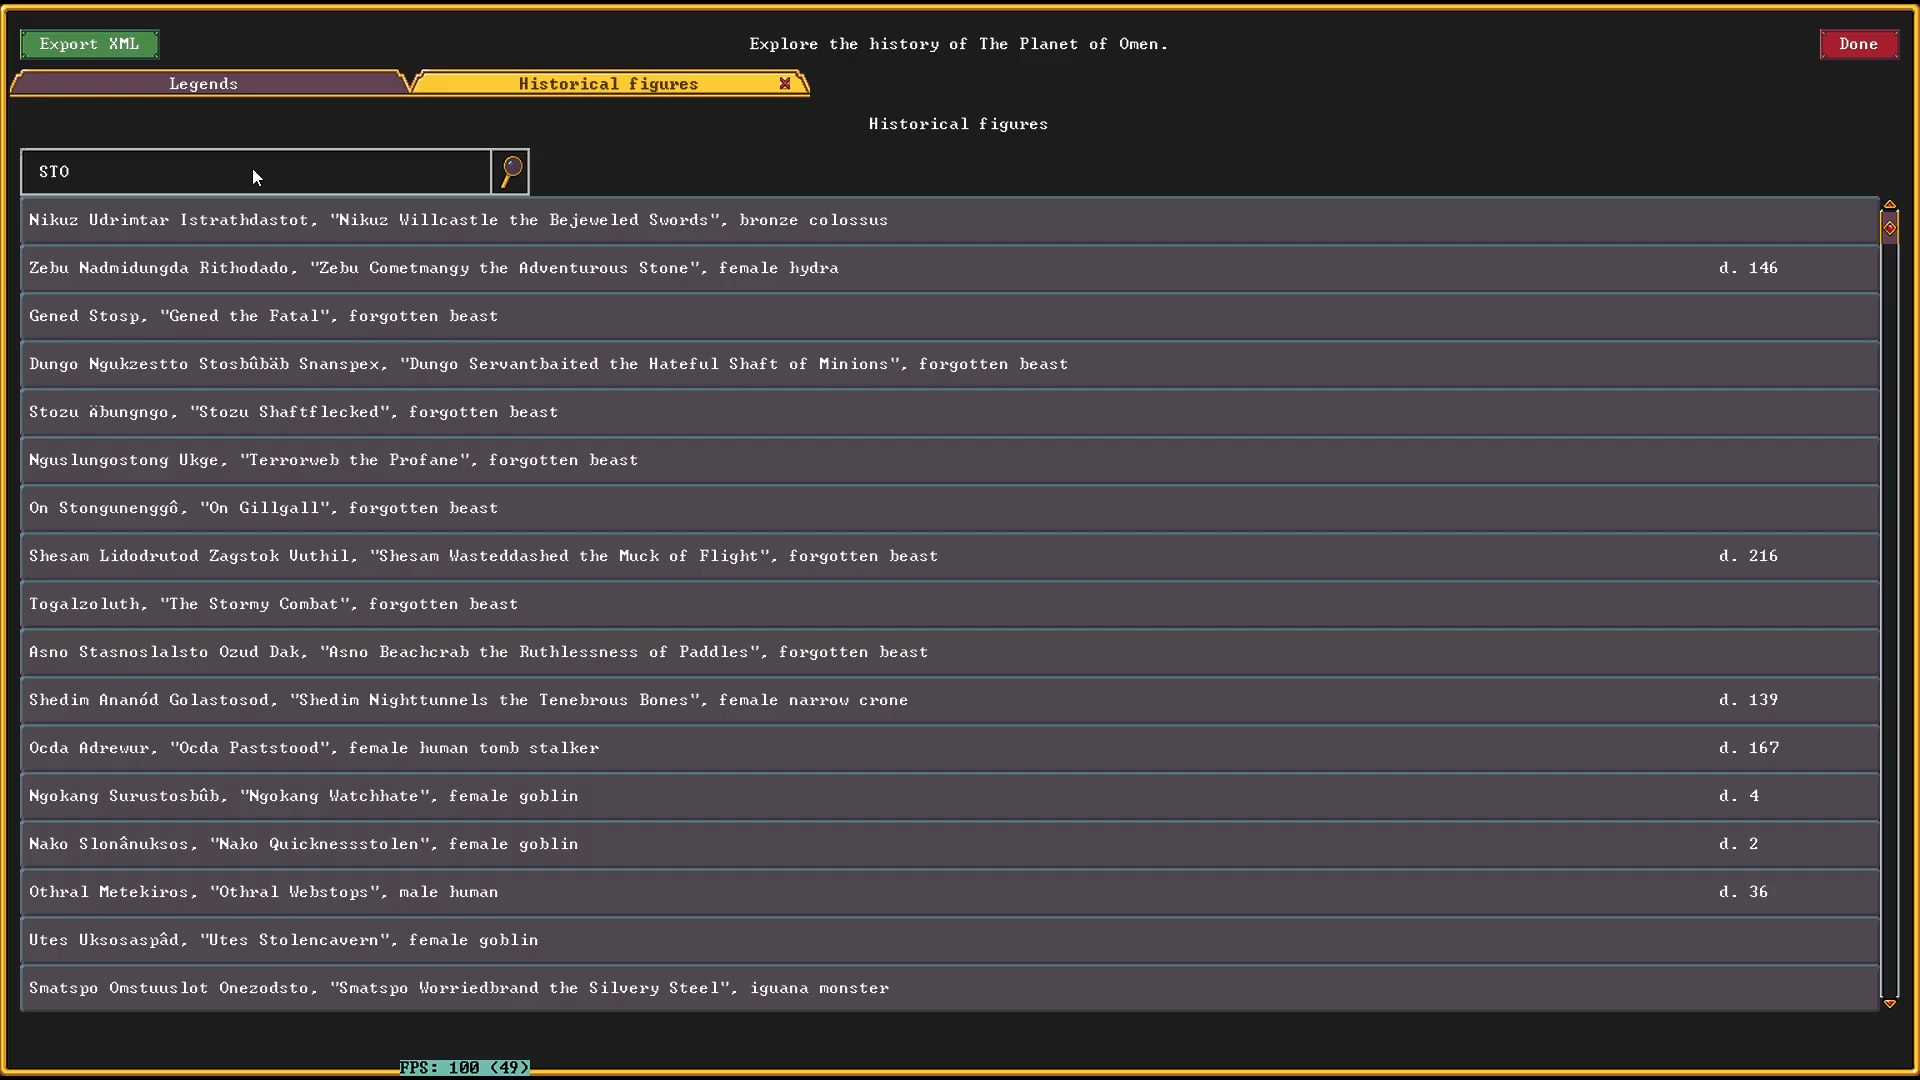 Export XML
Explore the history of The Planet of Omen.
Done
Legends
Historical figures
Historical figures
STO
Nikuz Udrimtar Istrathdastot, "Nikuz Willcastle the Bejeweled Swords", bronze colossus
Zebu Nadmidungda Rithodado, "Zebu Cometmangy the Adventurous Stone", female hydra d. 146
Gened Stosp, "Gened the Fatal", forgotten beast
Dungo Ngukzestto Stosbûbäb Snanspex, "Dungo Servantbaited the Hateful Shaft of Minions", forgotten beast
Stozu Äbungngo, "Stozu Shaftflecked", forgotten beast
Nguslungostong Ukge, "Terrorweb the Profane", forgotten beast
On Stongunenggô, "On Gillgall", forgotten beast
Shesam Lidodrutod Zagstok Vuthil, "Shesam Wasteddashed the Muck of Flight", forgotten beast d. 216
Togalzoluth, "The Stormy Combat", forgotten beast
Asno Stasnoslalsto Ozud Dak, "Asno Beachcrab the Ruthlessness of Paddles", forgotten beast
Shedim Ananód Golastosod, "Shedim Nighttunnels the Tenebrous Bones", female narrow crone d. 139
Ocda Adrewur, "Ocda Paststood", female human tomb stalker d. 167
Ngokang Surustosbûb, "Ngokang Watchhate", female goblin d. 4
Nako Slonânuksos, "Nako Quicknessstolen", female goblin d. 2
Othral Metekiros, "Othral Webstops", male human d. 36
Utes Uksosaspâd, "Utes Stolencavern", female goblin
Smatspo Omstuuslot Onezodsto, "Smatspo Worriedbrand the Silvery Steel", iguana monster
FPS: 100 (49)